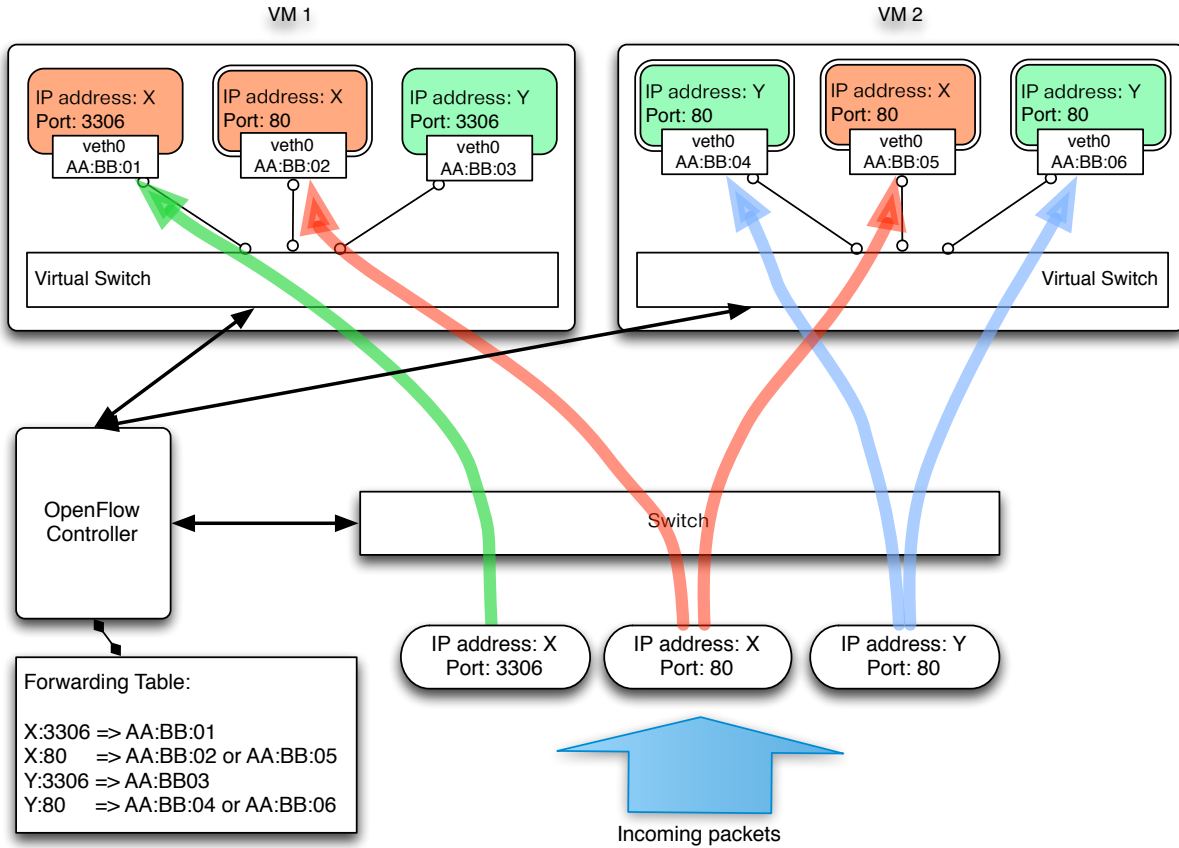 VM 1
VM 2
IP address: X
Port: 3306
veth0
AA:BB:01
IP address: X
Port: 80
veth0
AA:BB:02
IP address: Y
Port: 3306
veth0
AA:BB:03
IP address: Y
Port: 80
veth0
AA:BB:04
IP address: X
Port: 80
veth0
AA:BB:05
IP address: Y
Port: 80
veth0
AA:BB:06
Virtual Switch
Virtual Switch
OpenFlow
Controller
Switch
IP address: X
Port: 3306
IP address: X
Port: 80
IP address: Y
Port: 80
Forwarding Table:
X:3306 => AA:BB:01
X:80 => AA:BB:02 or AA:BB:05
Y:3306 => AA:BB03
Y:80 => AA:BB:04 or AA:BB:06
Incoming packets